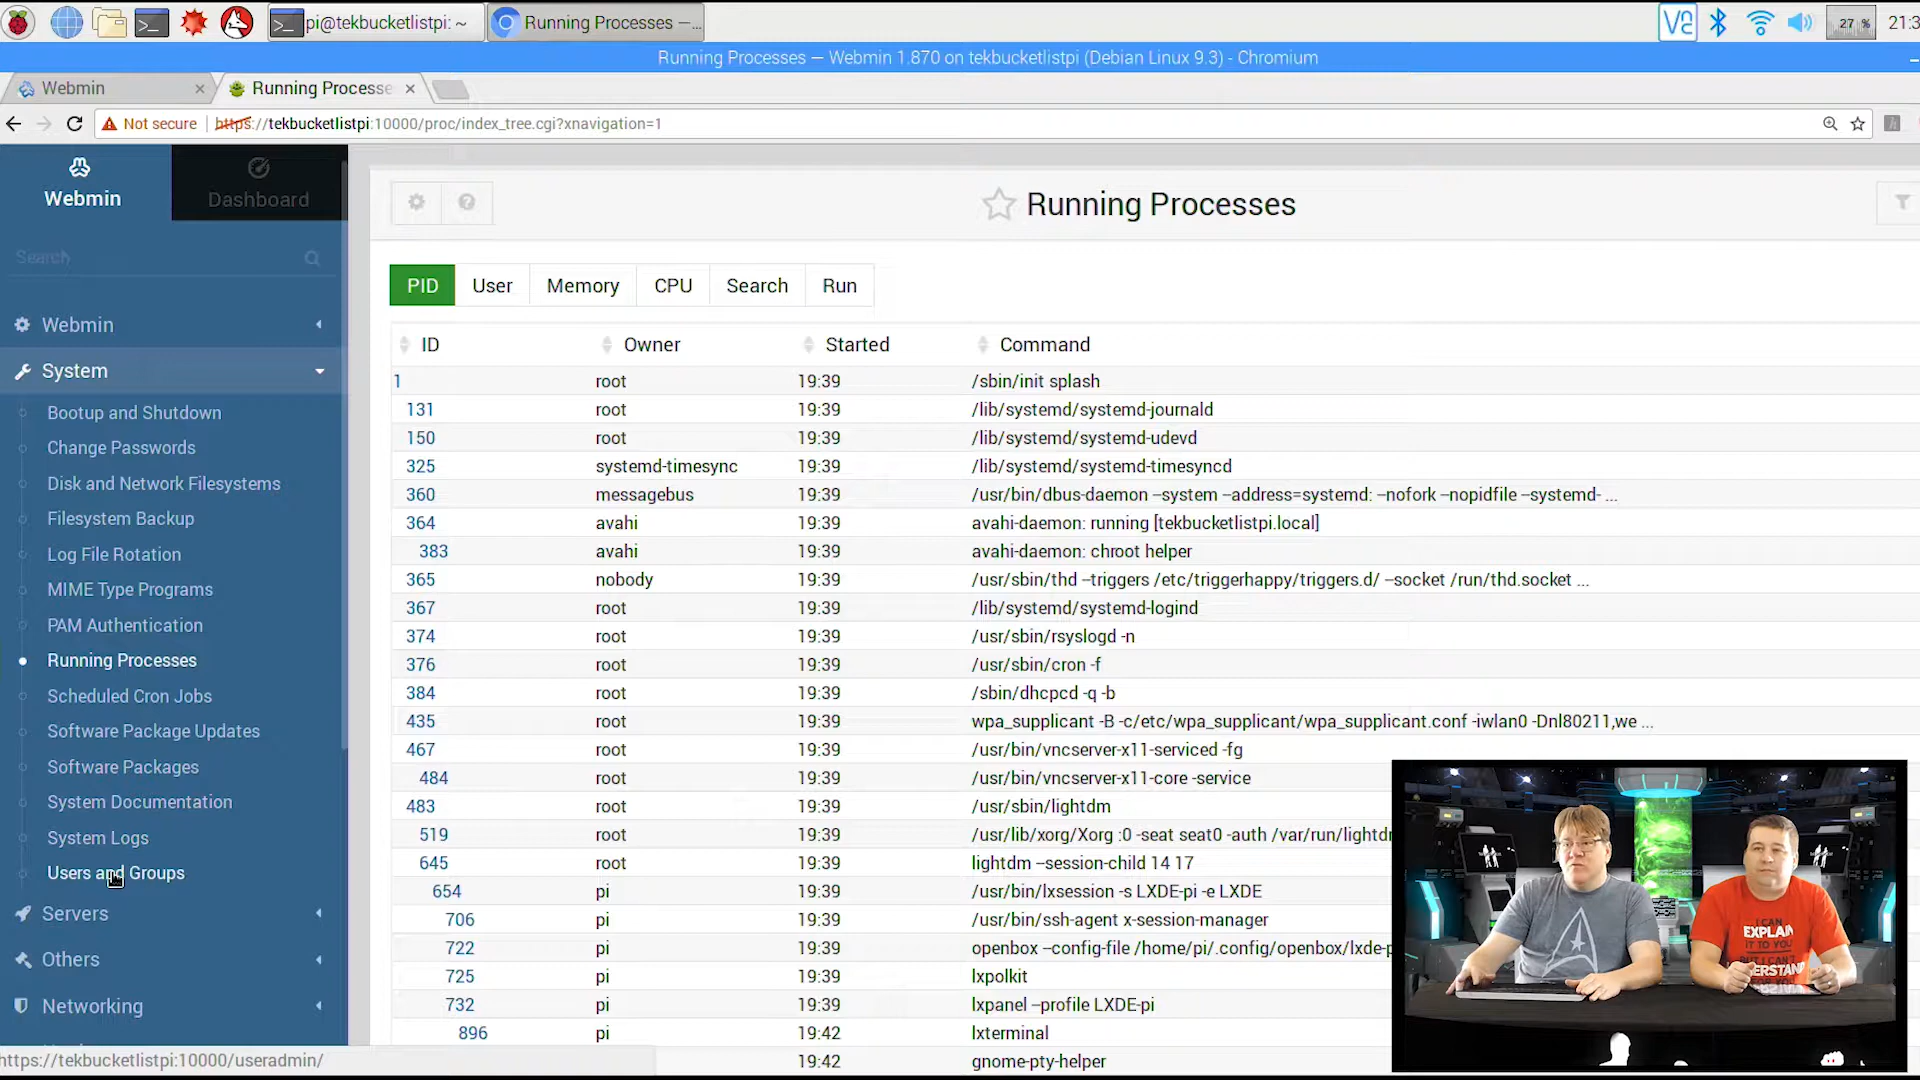 pi@tekbucketlistpi: ~
Running Processes —...
27 %
21:3
Running Processes — Webmin 1.870 on tekbucketlistpi (Debian Linux 9.3) - Chromium
Webmin
Running Processe
Not secure
https://tekbucketlistpi:10000/proc/index_tree.cgi?xnavigation=1
Webmin
Dashboard
Search
Webmin
System
Bootup and Shutdown
Change Passwords
Disk and Network Filesystems
Filesystem Backup
Log File Rotation
MIME Type Programs
PAM Authentication
Running Processes
Scheduled Cron Jobs
Software Package Updates
Software Packages
System Documentation
System Logs
Users and Groups
Servers
Others
Networking
https://tekbucketlistpi:10000/useradmin/
Running Processes
PID User Memory CPU Search Run
ID Owner Started Command
1 root 19:39 /sbin/init splash
131 root 19:39 /lib/systemd/systemd-journald
150 root 19:39 /lib/systemd/systemd-udevd
325 systemd-timesync 19:39 /lib/systemd/systemd-timesyncd
360 messagebus 19:39 /usr/bin/dbus-daemon –system –address=systemd: –nofork –nopidfile –systemd- ...
364 avahi 19:39 avahi-daemon: running [tekbucketlistpi.local]
383 avahi 19:39 avahi-daemon: chroot helper
365 nobody 19:39 /usr/sbin/thd –triggers /etc/triggerhappy/triggers.d/ –socket /run/thd.socket ...
367 root 19:39 /lib/systemd/systemd-logind
374 root 19:39 /usr/sbin/rsyslogd -n
376 root 19:39 /usr/sbin/cron -f
384 root 19:39 /sbin/dhcpcd -q -b
435 root 19:39 wpa_supplicant -B -c/etc/wpa_supplicant/wpa_supplicant.conf -iwlan0 -Dnl80211,we ...
467 root 19:39 /usr/bin/vncserver-x11-serviced -fg
484 root 19:39 /usr/bin/vncserver-x11-core -service
483 root 19:39 /usr/sbin/lightdm
519 root 19:39 /usr/lib/xorg/Xorg :0 -seat seat0 -auth /var/run/lightdm
645 root 19:39 lightdm –session-child 14 17
654 pi 19:39 /usr/bin/lxsession -s LXDE-pi -e LXDE
706 pi 19:39 /usr/bin/ssh-agent x-session-manager
722 pi 19:39 openbox –config-file /home/pi/.config/openbox/lxde-p
725 pi 19:39 lxpolkit
732 pi 19:39 lxpanel –profile LXDE-pi
896 pi 19:42 lxterminal
19:42 gnome-pty-helper
I CAN
EXPLAIN
IT TO YOU
BUT I CAN'T